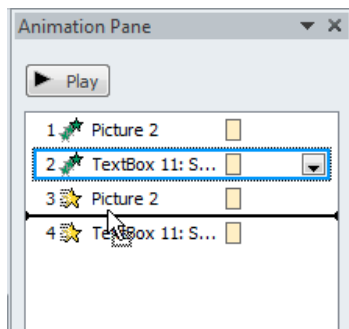 Animation Pane
Play
1 Picture 2
2 TextBox 11: S...
3 Picture 2
4 TextBox 11: S...